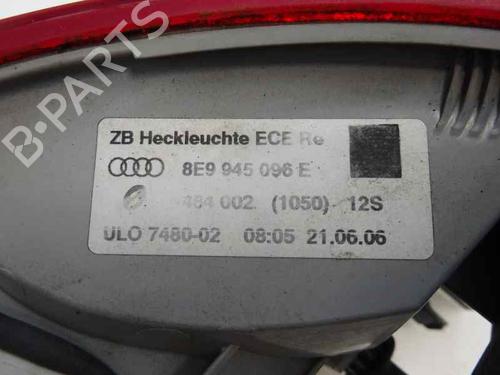 ZB Heckleuchte ECE Re
8E9 945 096 E
484 002 (1050) 12S
ULO 7480-02 08:05 21.06.06
B-PARTS